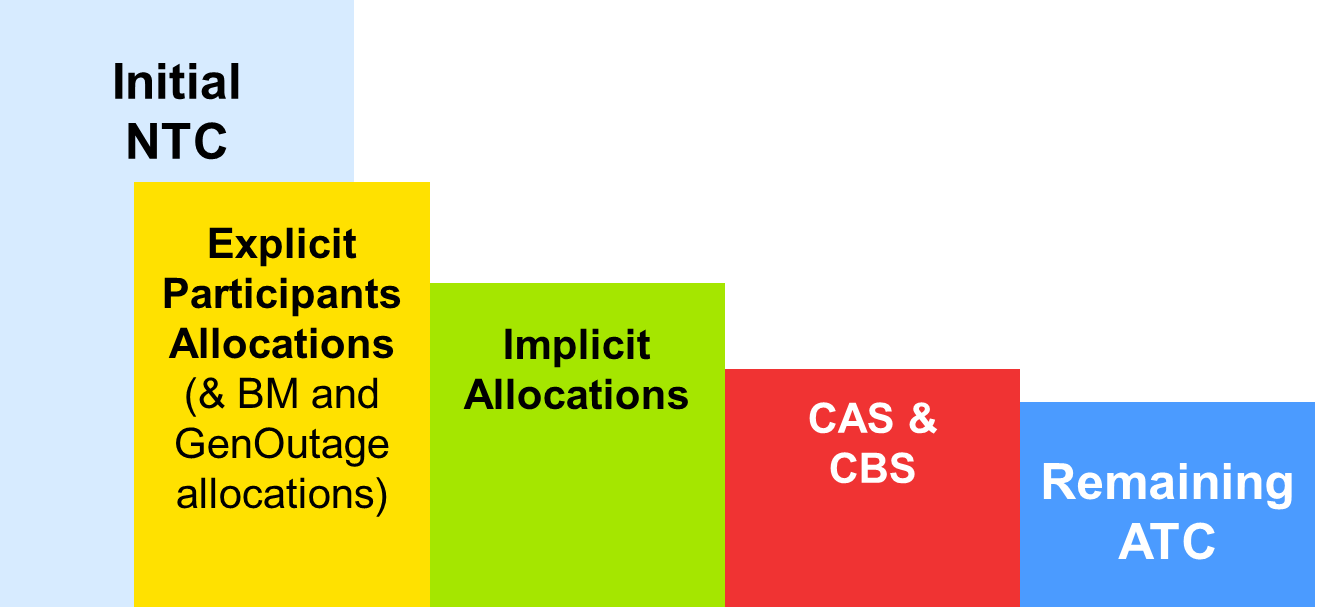 Initial
NTC
Explicit
Participants
Allocations
(& BM and
GenOutage
allocations)
Implicit
Allocations
CAS &
CBS
Remaining
ATC